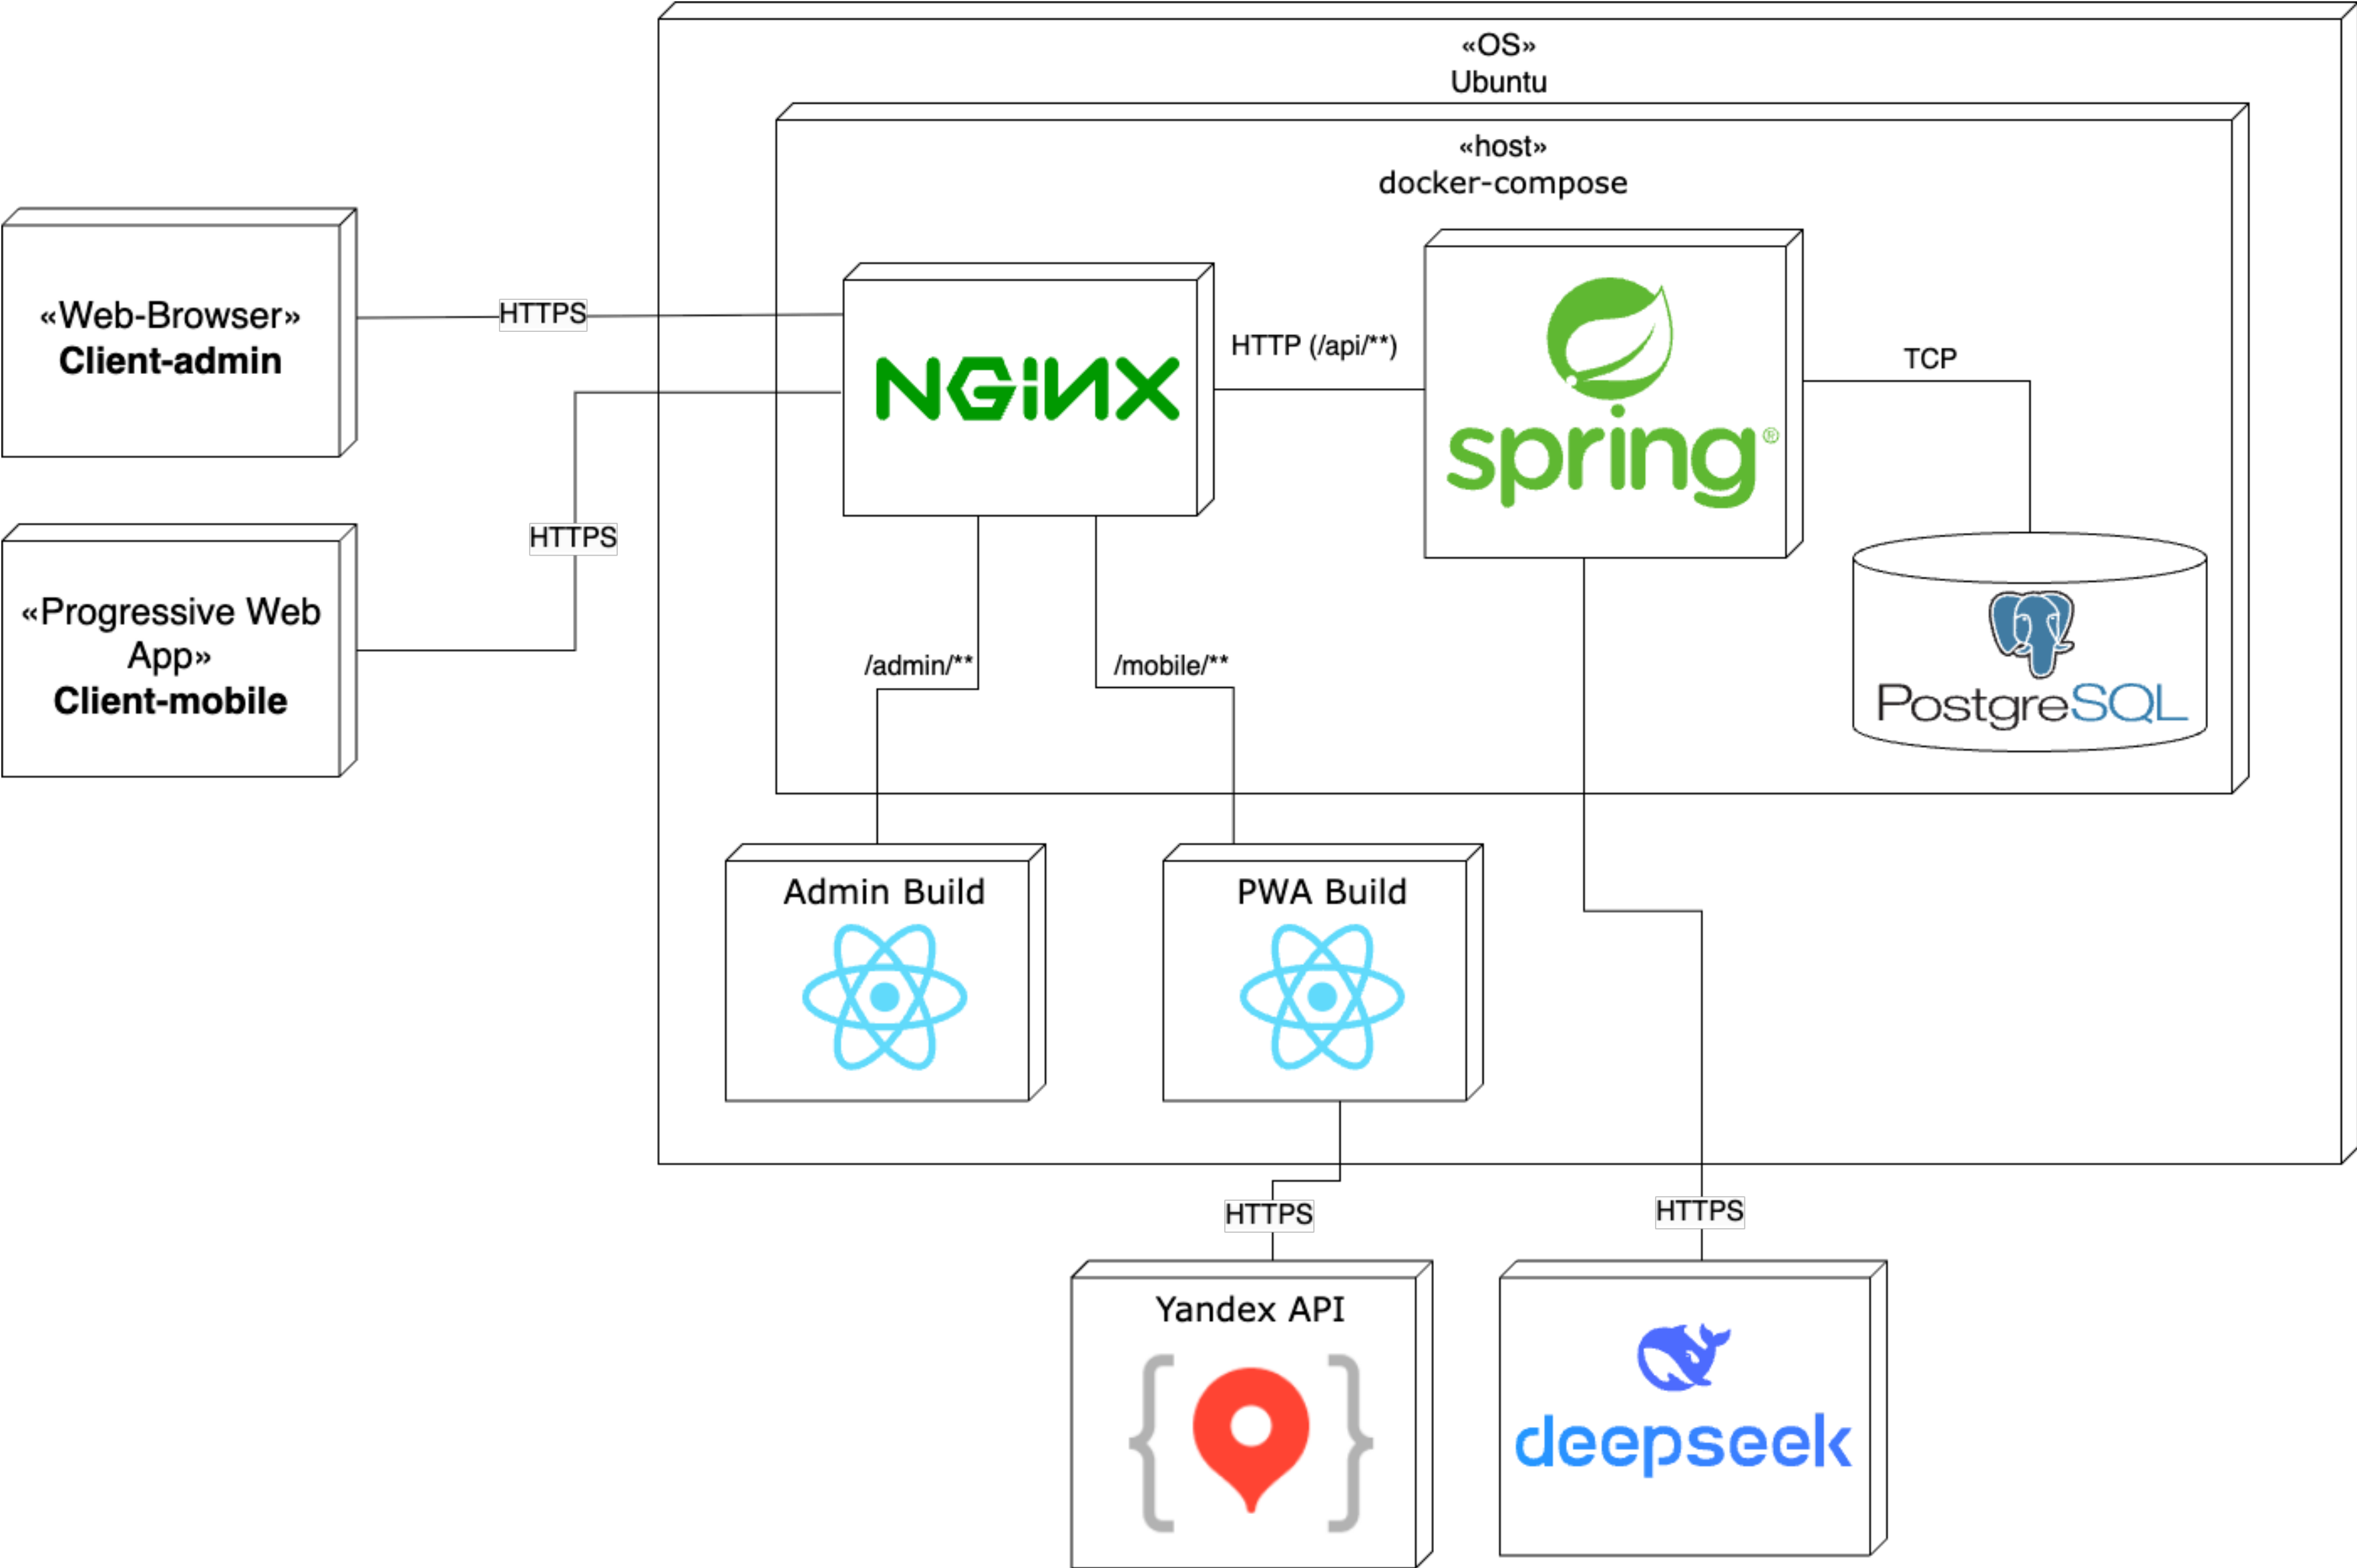 «OS»
Ubuntu
«host»
docker-compose
«Web-Browser»
Client-admin
HTTPS
NGiNX
HTTP (/api/**)
spring®
TCP
«Progressive Web
App»
Client-mobile
HTTPS
/admin/**
/mobile/**
PostgreSQL
Admin Build
PWA Build
HTTPS
HTTPS
Yandex API
{ }
deepseek